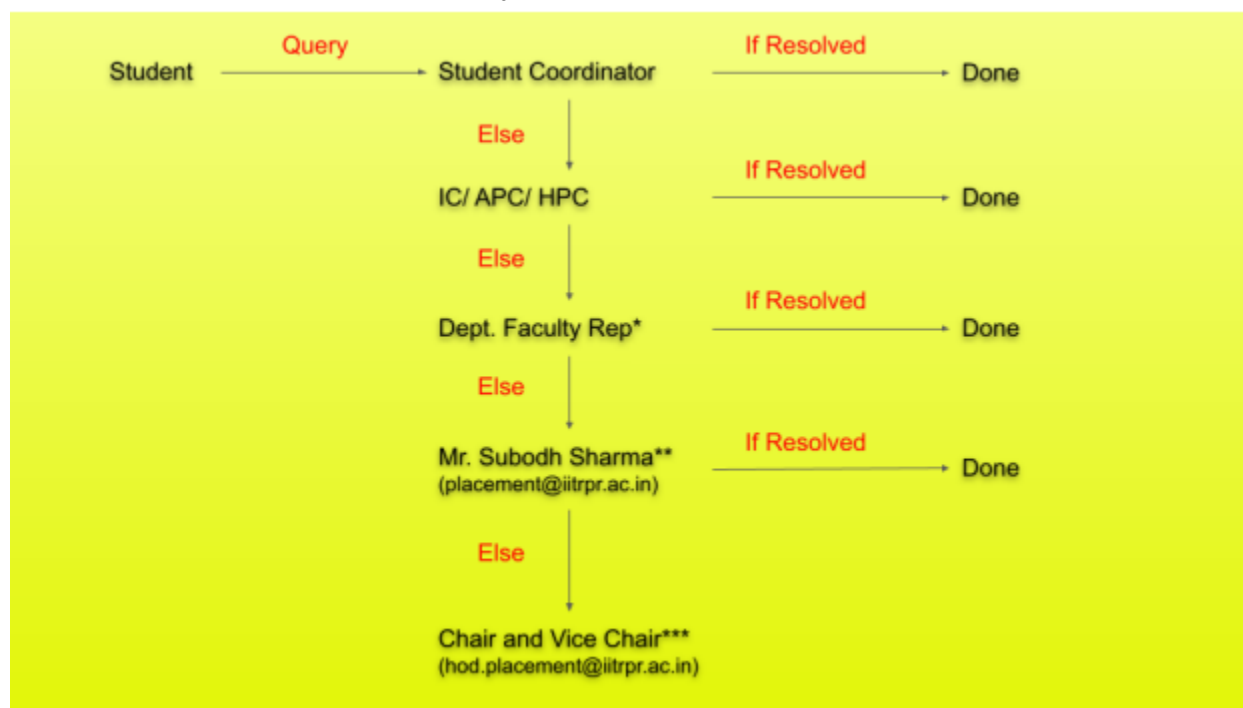 Query
If Resolved
Student
Student Coordinator
Done
Else
If Resolved
IC/ APC/ HPC
Done
Else
If Resolved
Dept. Faculty Rep*
Done
Else
If Resolved
Mr. Subodh Sharma**
Done
(placement@iitrpr.ac.in)
Else
Chair and Vice Chair***
(hod.placement@iitrpr.ac.in)